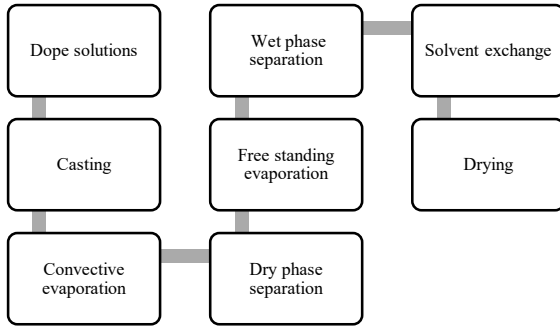 Dope solutions
Casting
Convective
evaporation
Dry phase
separation
Free standing
evaporation
Wet phase
separation
Solvent exchange
Drying